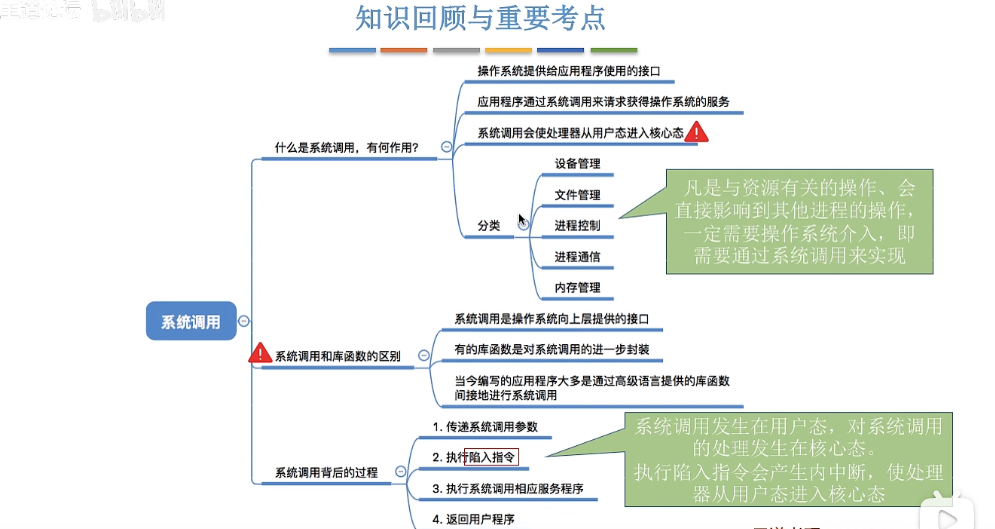 bilibili
知识回顾与重要考点
操作系统提供给应用程序使用的接口
应用程序通过系统调用来请求获得操作系统的服务
什么是系统调用，有何作用？
系统调用会使处理器从用户态进入核心态
分类
设备管理
文件管理
进程控制
进程通信
内存管理
凡是与资源有关的操作、会
直接影响到其他进程的操作，
一定需要操作系统介入，即
需要通过系统调用来实现
系统调用
系统调用和库函数的区别
系统调用是操作系统向上层提供的接口
有的库函数是对系统调用的进一步封装
当今编写的应用程序大多是通过高级语言提供的库函数
间接地进行系统调用
系统调用背后的过程
1. 传递系统调用参数
2. 执行陷入指令
3. 执行系统调用相应服务程序
4. 返回用户程序
系统调用发生在用户态，对系统调用
的处理发生在核心态。
执行陷入指令会产生内中断，使处理
器从用户态进入核心态